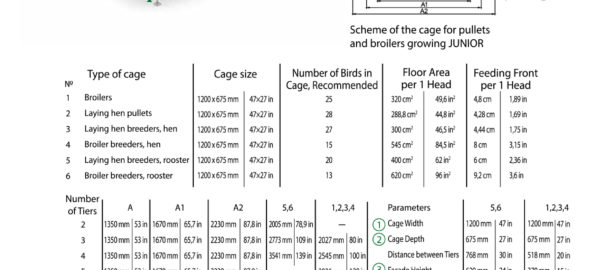 A1
A2
Scheme of the cage for pullets
and broilers growing JUNIOR
Nº Type of cage Cage size Number of Birds in Cage, Recommended Floor Area per 1 Head Feeding Front per 1 Head
1 Broilers 1200 x 675 mm 47x27 in 25 320 cm² 49,6 in² 4,8 cm 1,89 in
2 Laying hen pullets 1200 x 675 mm 47x27 in 28 288,8 cm² 44,8 in² 4,28 cm 1,69 in
3 Laying hen breeders, hen 1200 x 675 mm 47x27 in 27 300 cm² 46,5 in² 4,44 cm 1,75 in
4 Broiler breeders, hen 1200 x 675 mm 47x27 in 15 545 cm² 84,5 in² 8 cm 3,15 in
5 Laying hen breeders, rooster 1200 x 675 mm 47x27 in 20 400 cm² 62 in² 6 cm 2,36 in
6 Broiler breeders, rooster 1200 x 675 mm 47x27 in 13 620 cm² 96 in² 9,2 cm 3,6 in
Number of Tiers A A1 A2 5,6 1,2,3,4
2 1350 mm 53 in 1670 mm 65,7 in 2230 mm 87,8 in 2005 mm 78,9 in —
3 1350 mm 53 in 1670 mm 65,7 in 2230 mm 87,8 in 2773 mm 109 in 2027 mm 80 in
4 1350 mm 53 in 1670 mm 65,7 in 2230 mm 87,8 in 3541 mm 139 in 2545 mm 100 in
Parameters 5,6 1,2,3,4
1 Cage Width 1200 mm 47 in 1200 mm 47 in
2 Cage Depth 675 mm 27 in 675 mm 27 in
Distance between Tiers 768 mm 30 in 518 mm 20 in